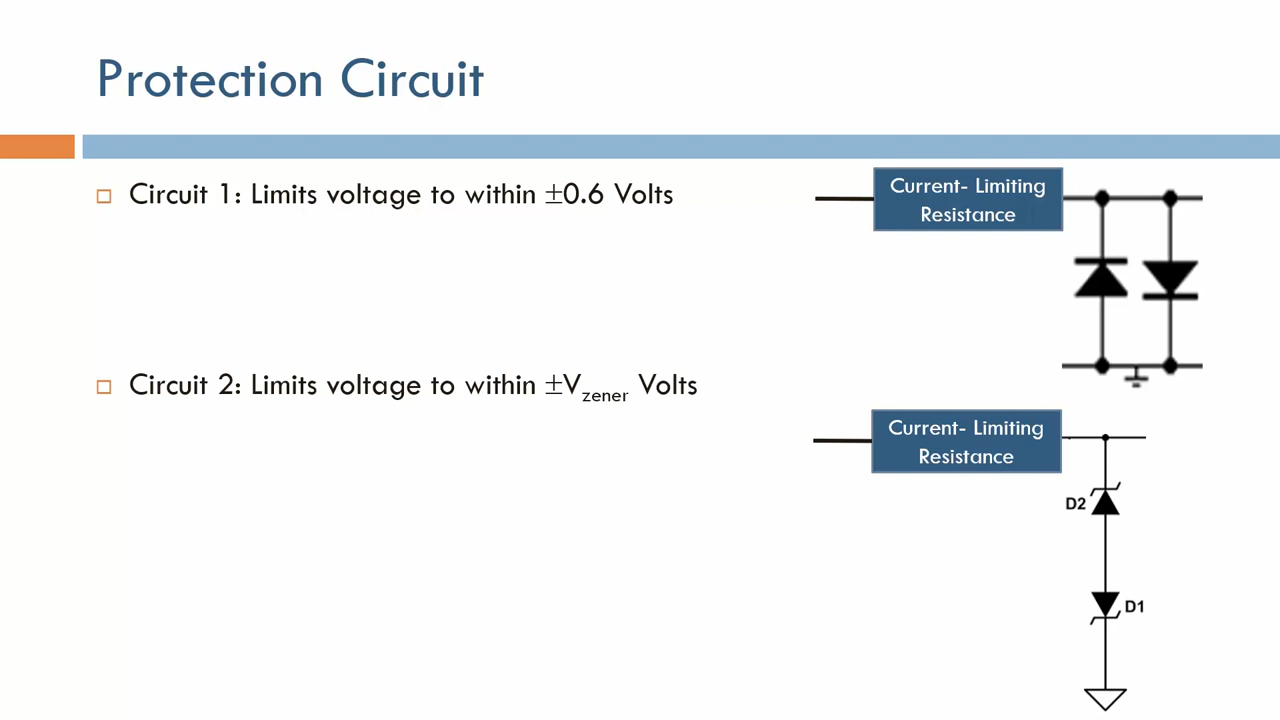 Protection Circuit
Circuit 1: Limits voltage to within ±0.6 Volts
Current- Limiting
Resistance
Circuit 2: Limits voltage to within ±Vzener Volts
Current- Limiting
Resistance
D2
D1